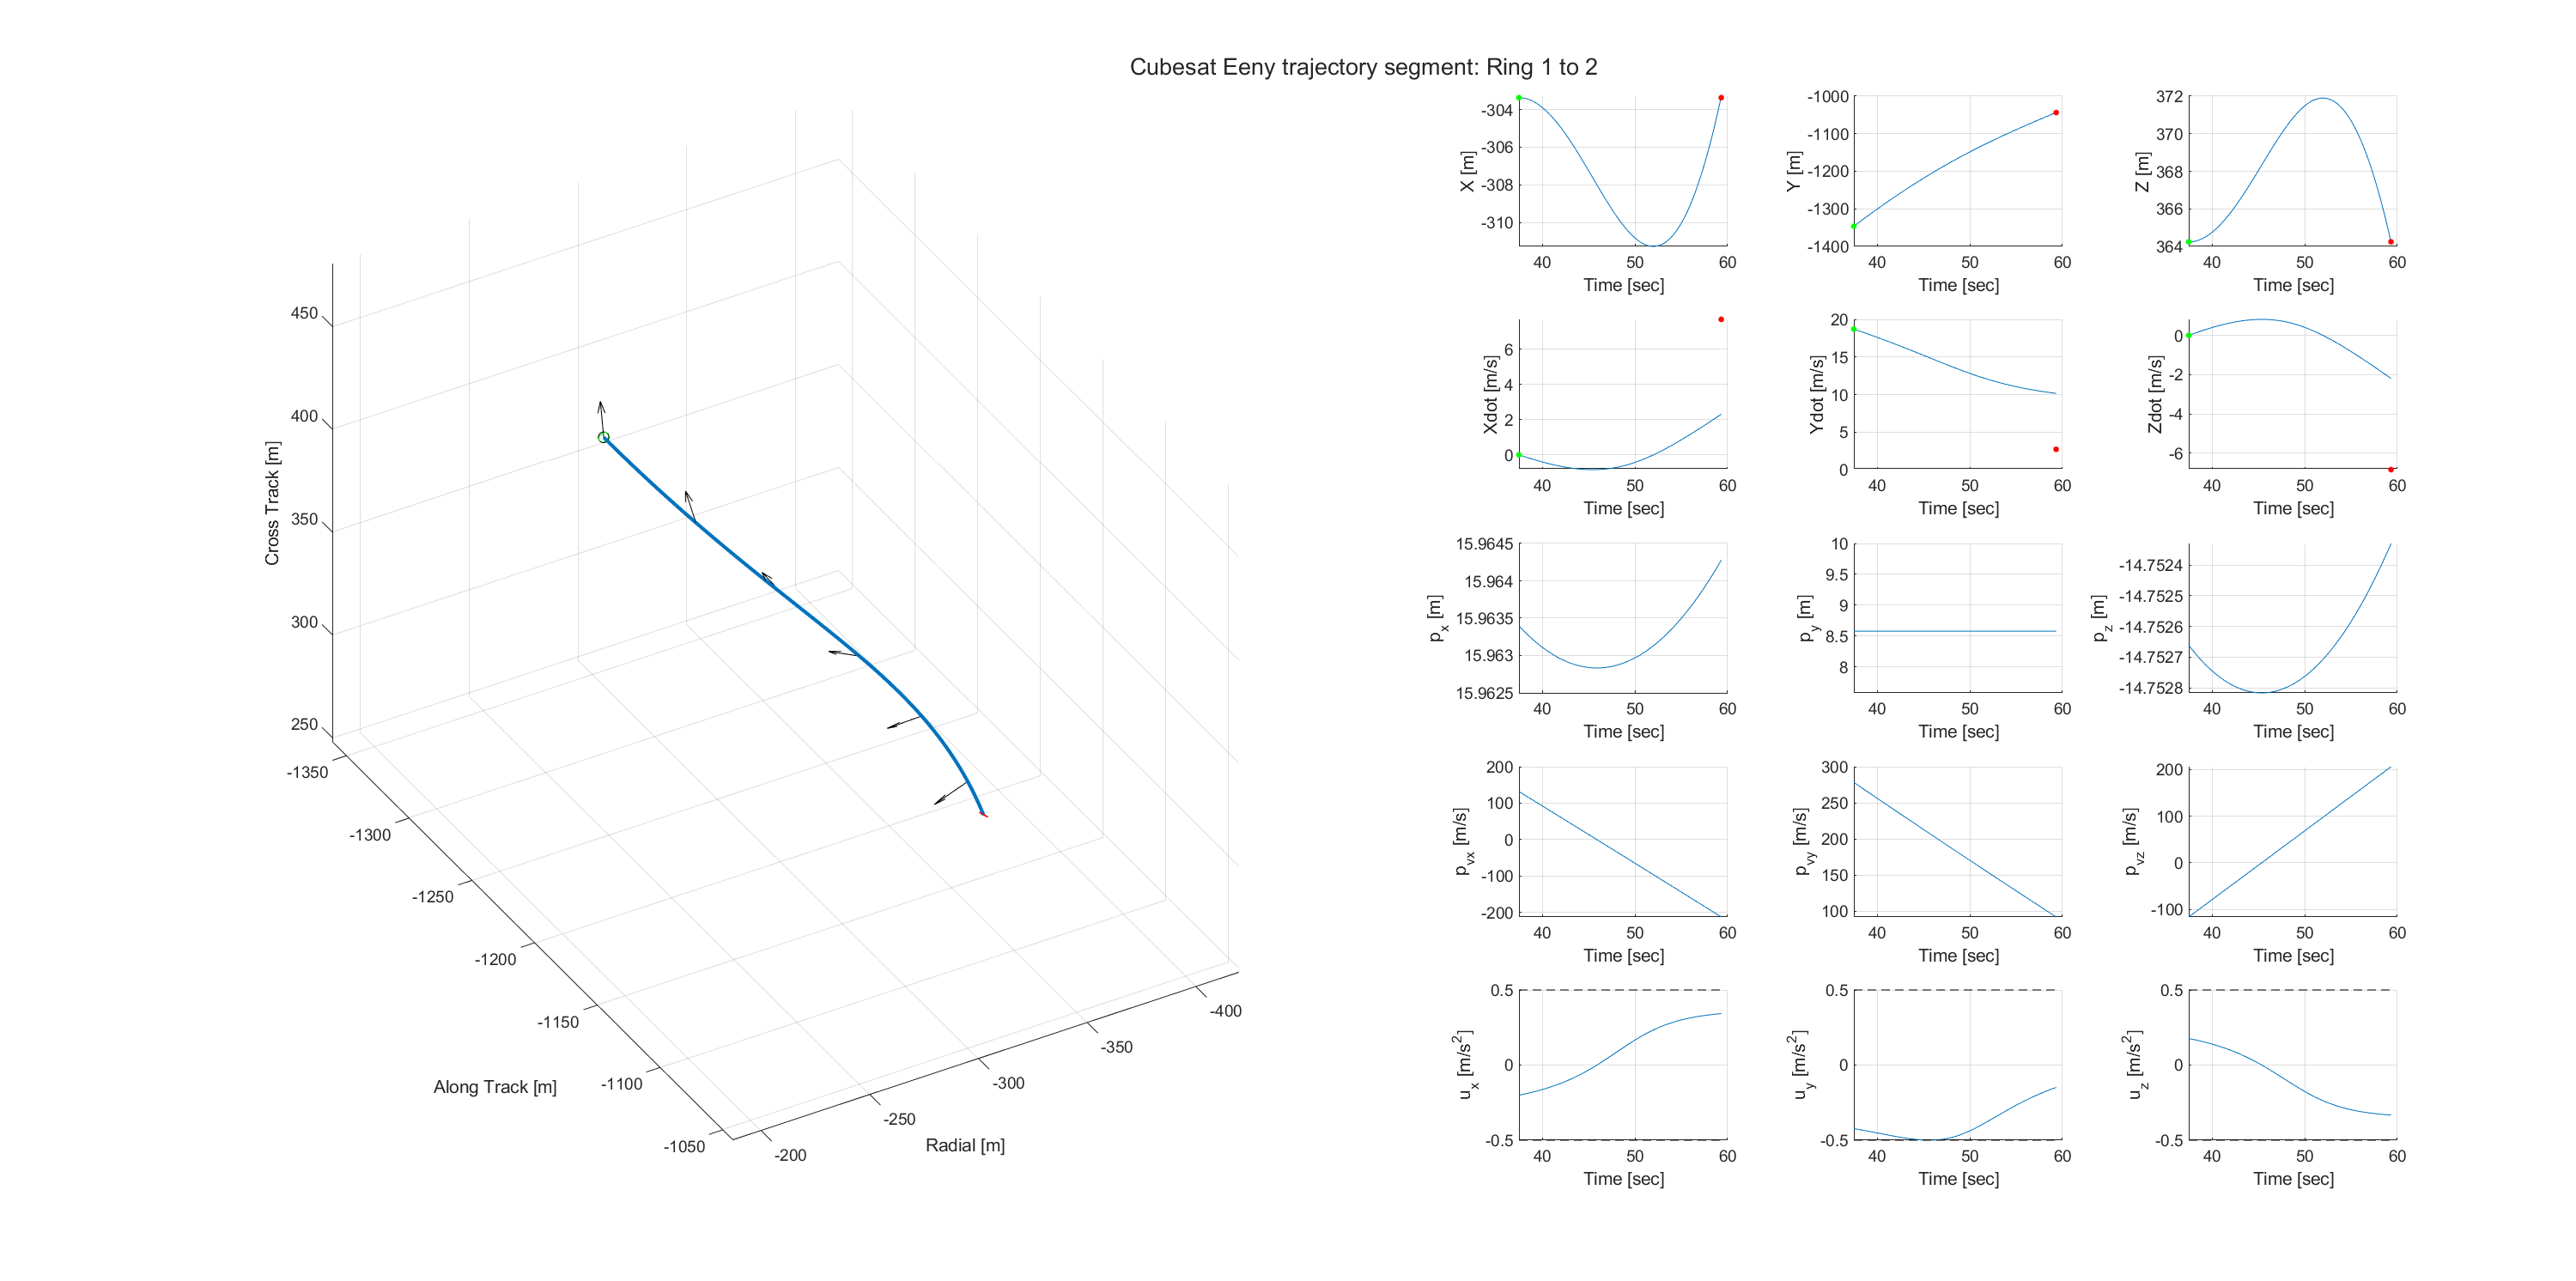 Cubesat Eeny trajectory segment: Ring 1 to 2
450
400
350
300
250
Cross Track [m]
-1350
-1300
-1250
-1200
-1150
-1100
-1050
Along Track [m]
-200
-250
-300
-350
-400
Radial [m]
-304
-306
-308
-310
X [m]
40 50 60
Time [sec]
-1000
-1100
-1200
-1300
-1400
Y [m]
40 50 60
Time [sec]
372
370
368
366
364
Z [m]
40 50 60
Time [sec]
6
4
2
0
Xdot [m/s]
40 50 60
Time [sec]
20
15
10
5
0
Ydot [m/s]
40 50 60
Time [sec]
0
-2
-4
-6
Zdot [m/s]
40 50 60
Time [sec]
15.9645
15.964
15.9635
15.963
15.9625
p_x [m]
40 50 60
Time [sec]
10
9.5
9
8.5
8
p_y [m]
40 50 60
Time [sec]
-14.7524
-14.7525
-14.7526
-14.7527
-14.7528
p_z [m]
40 50 60
Time [sec]
200
100
0
-100
-200
p_vx [m/s]
40 50 60
Time [sec]
300
250
200
150
100
p_vy [m/s]
40 50 60
Time [sec]
200
100
0
-100
p_vz [m/s]
40 50 60
Time [sec]
0.5
0
-0.5
u_x [m/s^2]
40 50 60
Time [sec]
0.5
0
-0.5
u_y [m/s^2]
40 50 60
Time [sec]
0.5
0
-0.5
u_z [m/s^2]
40 50 60
Time [sec]